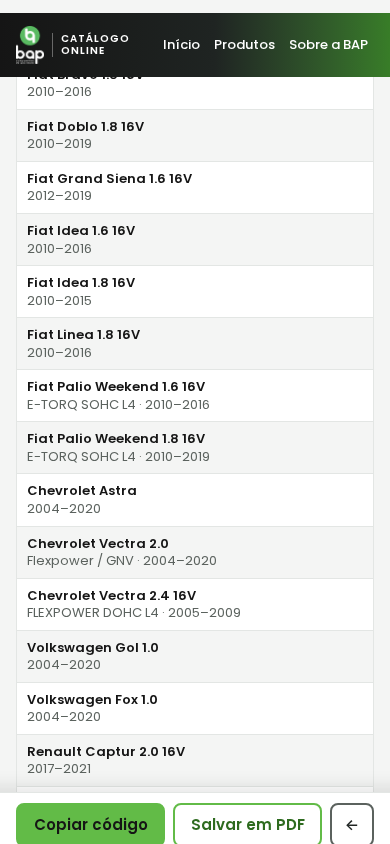 bap
CATÁLOGO
ONLINE
Início
Produtos
Sobre a BAP
2010–2016
Fiat Doblo 1.8 16V
2010–2019
Fiat Grand Siena 1.6 16V
2012–2019
Fiat Idea 1.6 16V
2010–2016
Fiat Idea 1.8 16V
2010–2015
Fiat Linea 1.8 16V
2010–2016
Fiat Palio Weekend 1.6 16V
E-TORQ SOHC L4 · 2010–2016
Fiat Palio Weekend 1.8 16V
E-TORQ SOHC L4 · 2010–2019
Chevrolet Astra
2004–2020
Chevrolet Vectra 2.0
Flexpower / GNV · 2004–2020
Chevrolet Vectra 2.4 16V
FLEXPOWER DOHC L4 · 2005–2009
Volkswagen Gol 1.0
2004–2020
Volkswagen Fox 1.0
2004–2020
Renault Captur 2.0 16V
2017–2021
Copiar código
Salvar em PDF
←